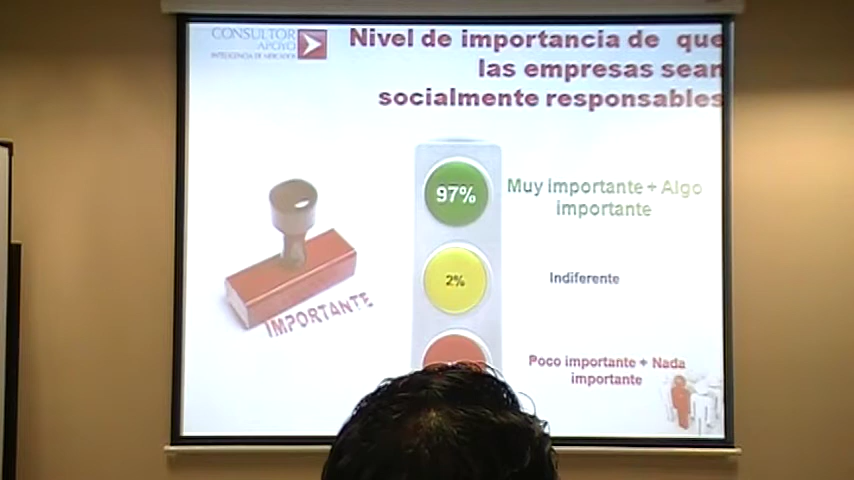 CONSULTOR
APOYO
INTELIGENCIA DE MERCADOS
Nivel de importancia de que
las empresas sean
socialmente responsables
97%
Muy importante + Algo
importante
IMPORTANTE
2%
Indiferente
Poco importante + Nada
importante